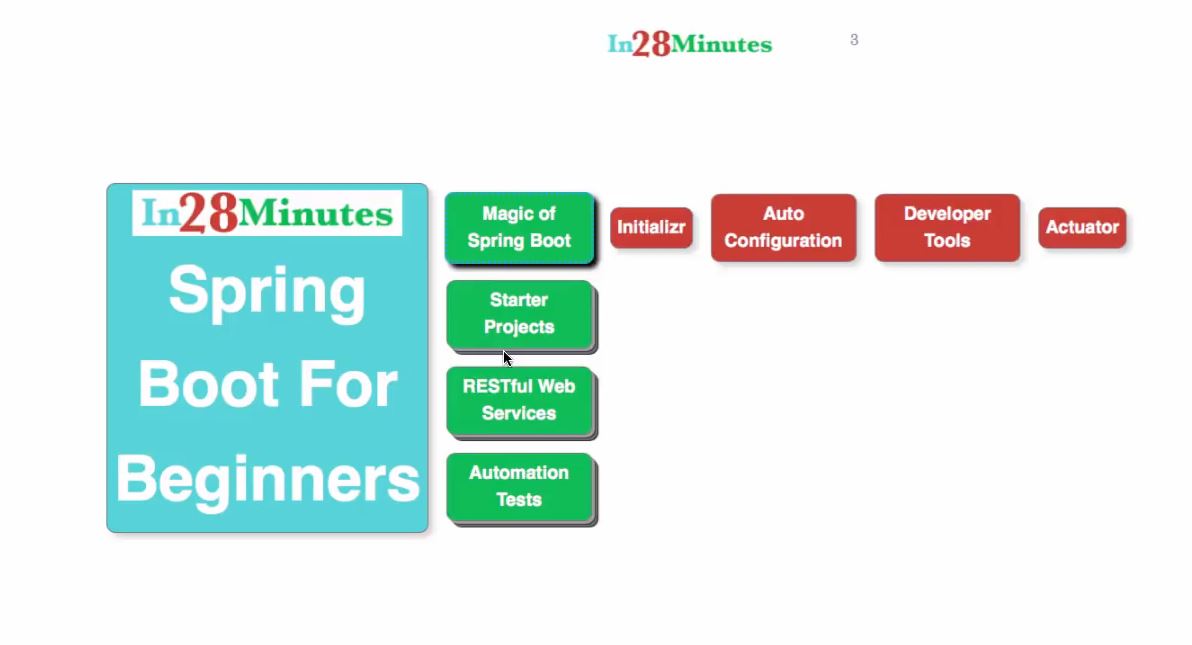 In28Minutes
3
In28Minutes
Spring
Boot For
Beginners
Magic of
Spring Boot
Initializr
Auto
Configuration
Developer
Tools
Actuator
Starter
Projects
RESTful Web
Services
Automation
Tests